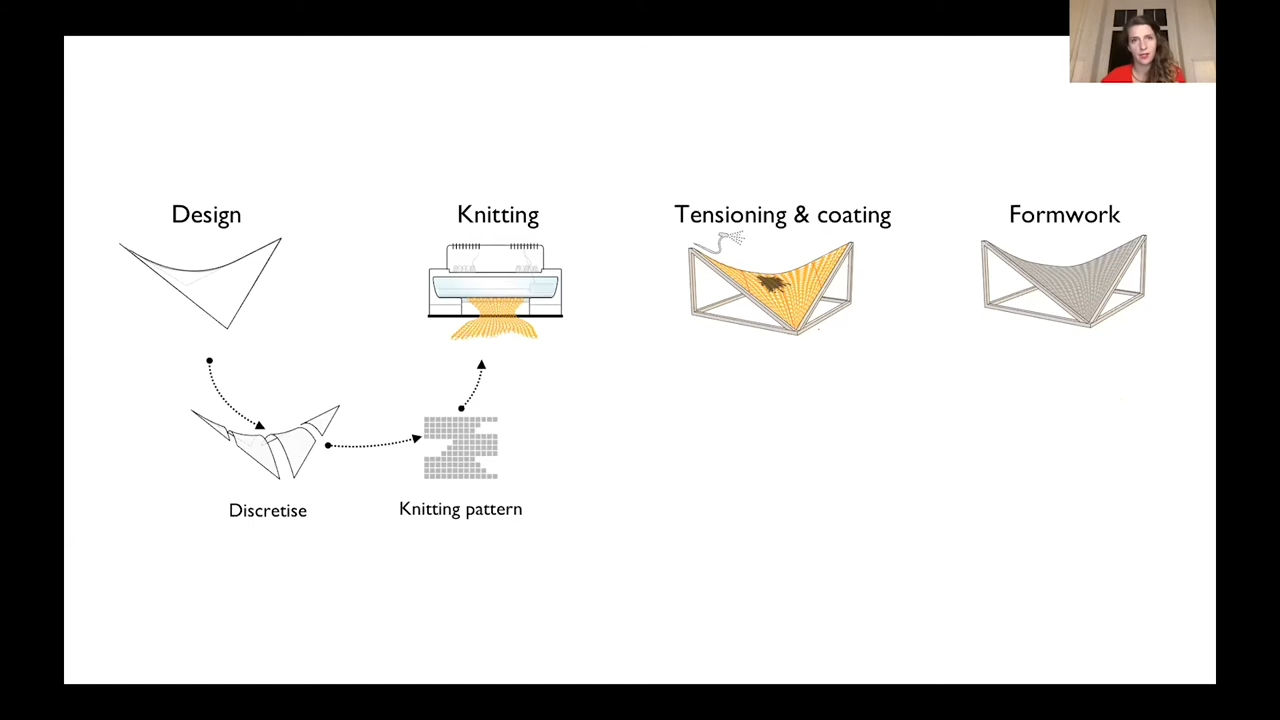 Design
Knitting
Tensioning & coating
Formwork
Discretise
Knitting pattern